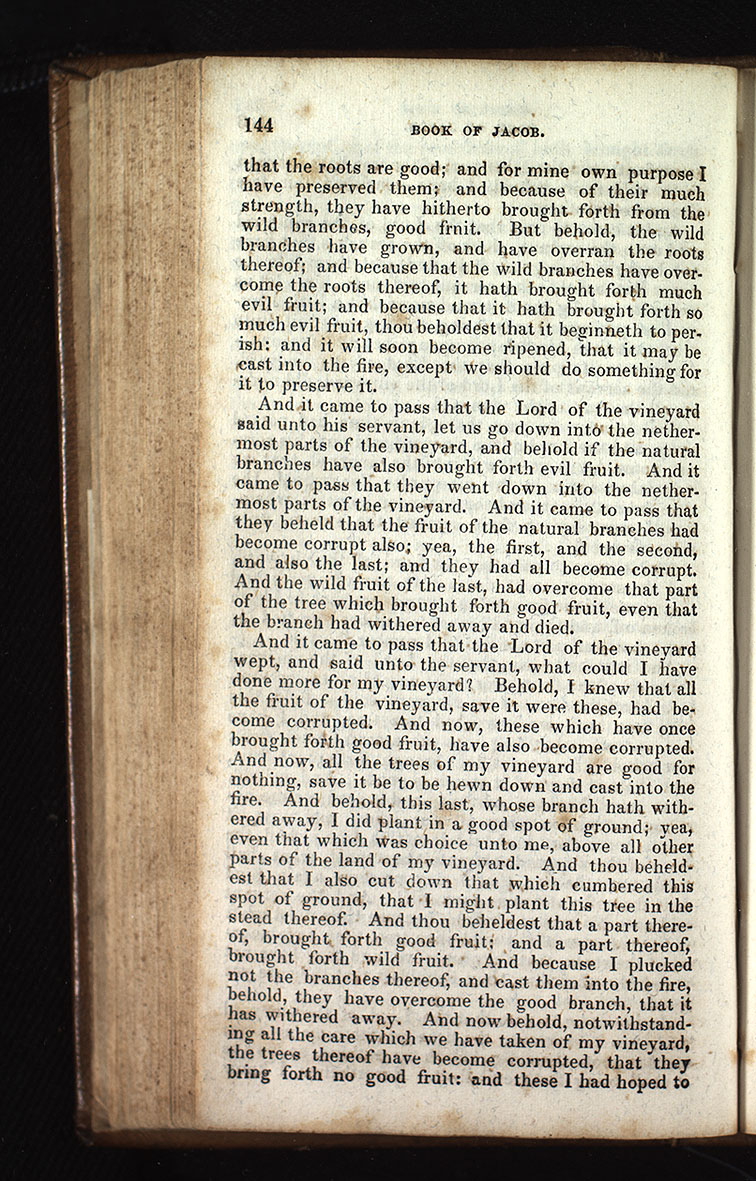 144 BOOK OF JACOB.
that the roots are good; and for mine own purpose I
have preserved them; and because of their much
strength, they have hitherto brought forth from the
wild branches, good frnit. But behold, the wild
branches have grown, and have overran the roots
thereof; and because that the wild branches have over-
come the roots thereof, it hath brought forth much
evil fruit; and because that it hath brought forth so
much evil fruit, thou beholdest that it beginneth to per-
ish: and it will soon become ripened, that it may be
cast into the fire, except we should do something for
it to preserve it.
And it came to pass that the Lord of the vineyard
said unto his servant, let us go down into the nether-
most parts of the vineyard, and behold if the natural
branches have also brought forth evil fruit. And it
came to pass that they went down into the nether-
most parts of the vineyard. And it came to pass that
they beheld that the fruit of the natural branches had
become corrupt also; yea, the first, and the second,
and also the last; and they had all become corrupt.
And the wild fruit of the last, had overcome that part
of the tree which brought forth good fruit, even that
the branch had withered away and died.
And it came to pass that the Lord of the vineyard
wept, and said unto the servant, what could I have
done more for my vineyard? Behold, I knew that all
the fruit of the vineyard, save it were these, had be-
come corrupted. And now, these which have once
brought forth good fruit, have also become corrupted.
And now, all the trees of my vineyard are good for
nothing, save it be to be hewn down and cast into the
fire. And behold, this last, whose branch hath with-
ered away, I did plant in a good spot of ground; yea,
even that which was choice unto me, above all other
parts of the land of my vineyard. And thou beheld-
est that I also cut down that which cumbered this
spot of ground, that I might plant this tree in the
stead thereof. And thou beheldest that a part there-
of, brought forth good fruit; and a part thereof,
brought forth wild fruit. And because I plucked
not the branches thereof, and cast them into the fire,
behold, they have overcome the good branch, that it
has withered away. And now behold, notwithstand-
ing all the care which we have taken of my vineyard,
the trees thereof have become corrupted, that they
bring forth no good fruit: and these I had hoped to